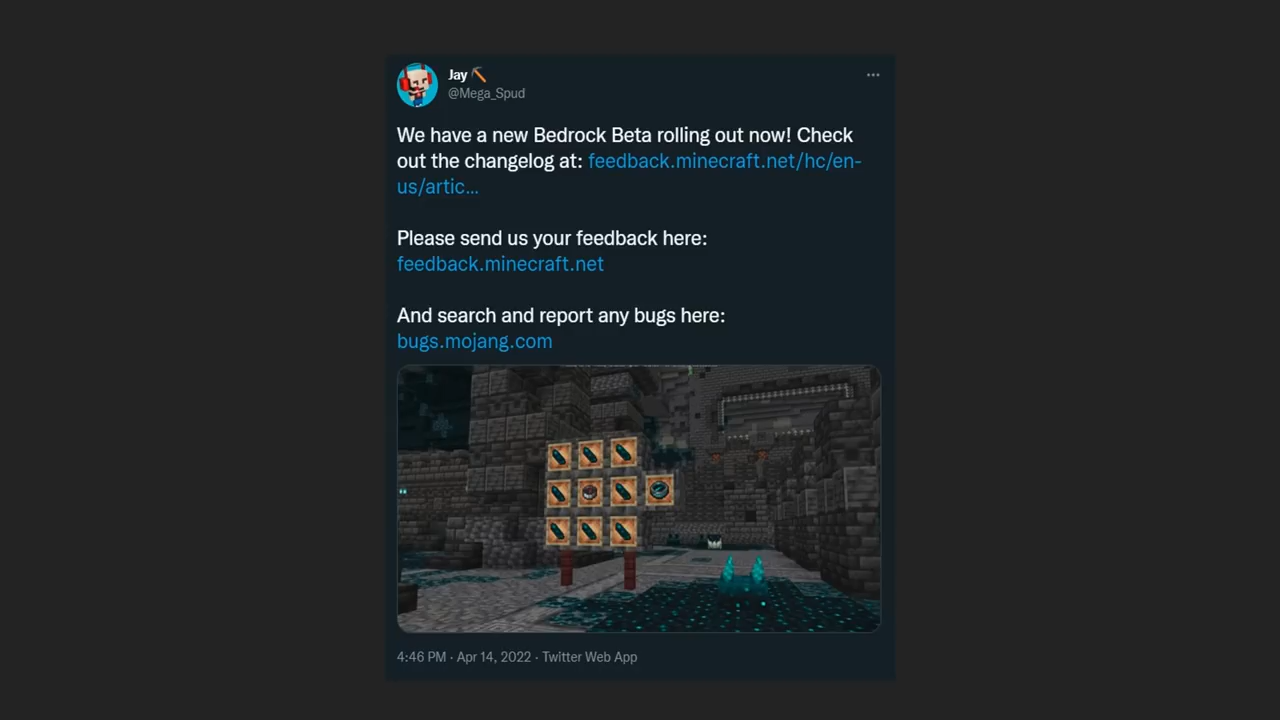 Jay
@Mega_Spud
We have a new Bedrock Beta rolling out now! Check
out the changelog at: feedback.minecraft.net/hc/en-
us/artic...
Please send us your feedback here:
feedback.minecraft.net
And search and report any bugs here:
bugs.mojang.com
4:46 PM · Apr 14, 2022 · Twitter Web App